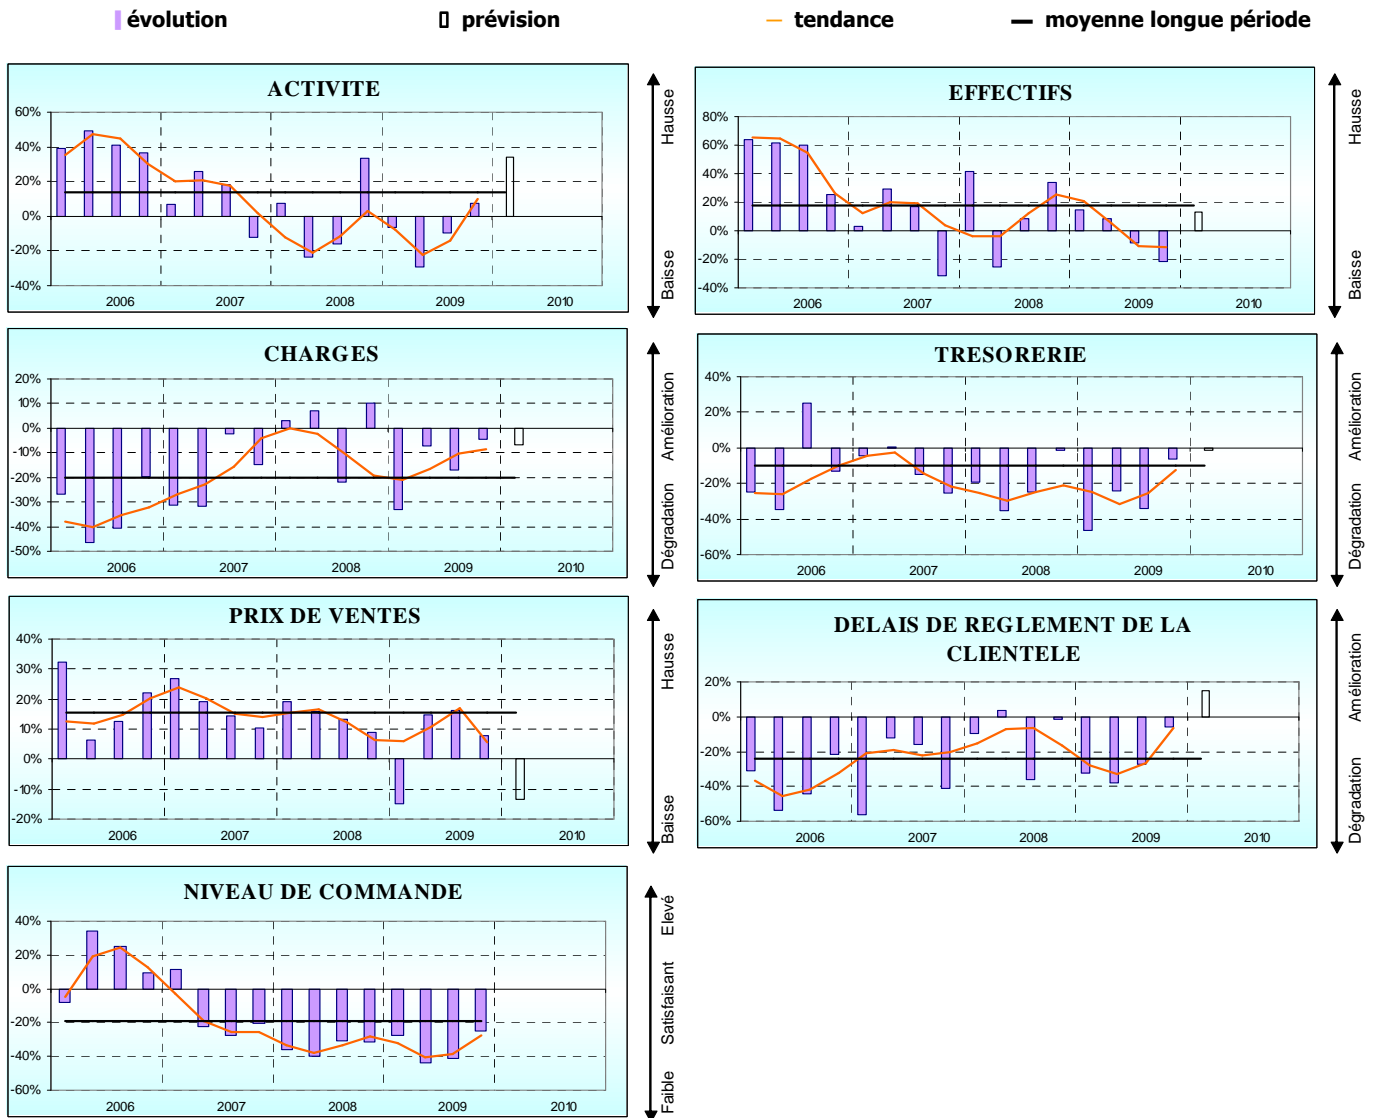 évolution prévision tendance moyenne longue période
ACTIVITE
60%
40%
20%
0%
-20%
-40%
2006 2007 2008 2009 2010
Hausse
Baisse
EFFECTIFS
80%
60%
40%
20%
0%
-20%
-40%
2006 2007 2008 2009 2010
Hausse
Baisse
CHARGES
20%
10%
0%
-10%
-20%
-30%
-40%
-50%
2006 2007 2008 2009 2010
Amélioration
Dégradation
TRESORERIE
40%
20%
0%
-20%
-40%
-60%
2006 2007 2008 2009 2010
Amélioration
Dégradation
PRIX DE VENTES
40%
30%
20%
10%
0%
-10%
-20%
2006 2007 2008 2009 2010
Hausse
Baisse
DELAIS DE REGLEMENT DE LA
CLIENTELE
20%
0%
-20%
-40%
-60%
2006 2007 2008 2009 2010
Amélioration
Dégradation
NIVEAU DE COMMANDE
40%
20%
0%
-20%
-40%
-60%
2006 2007 2008 2009 2010
Elevé
Satisfaisant
Faible